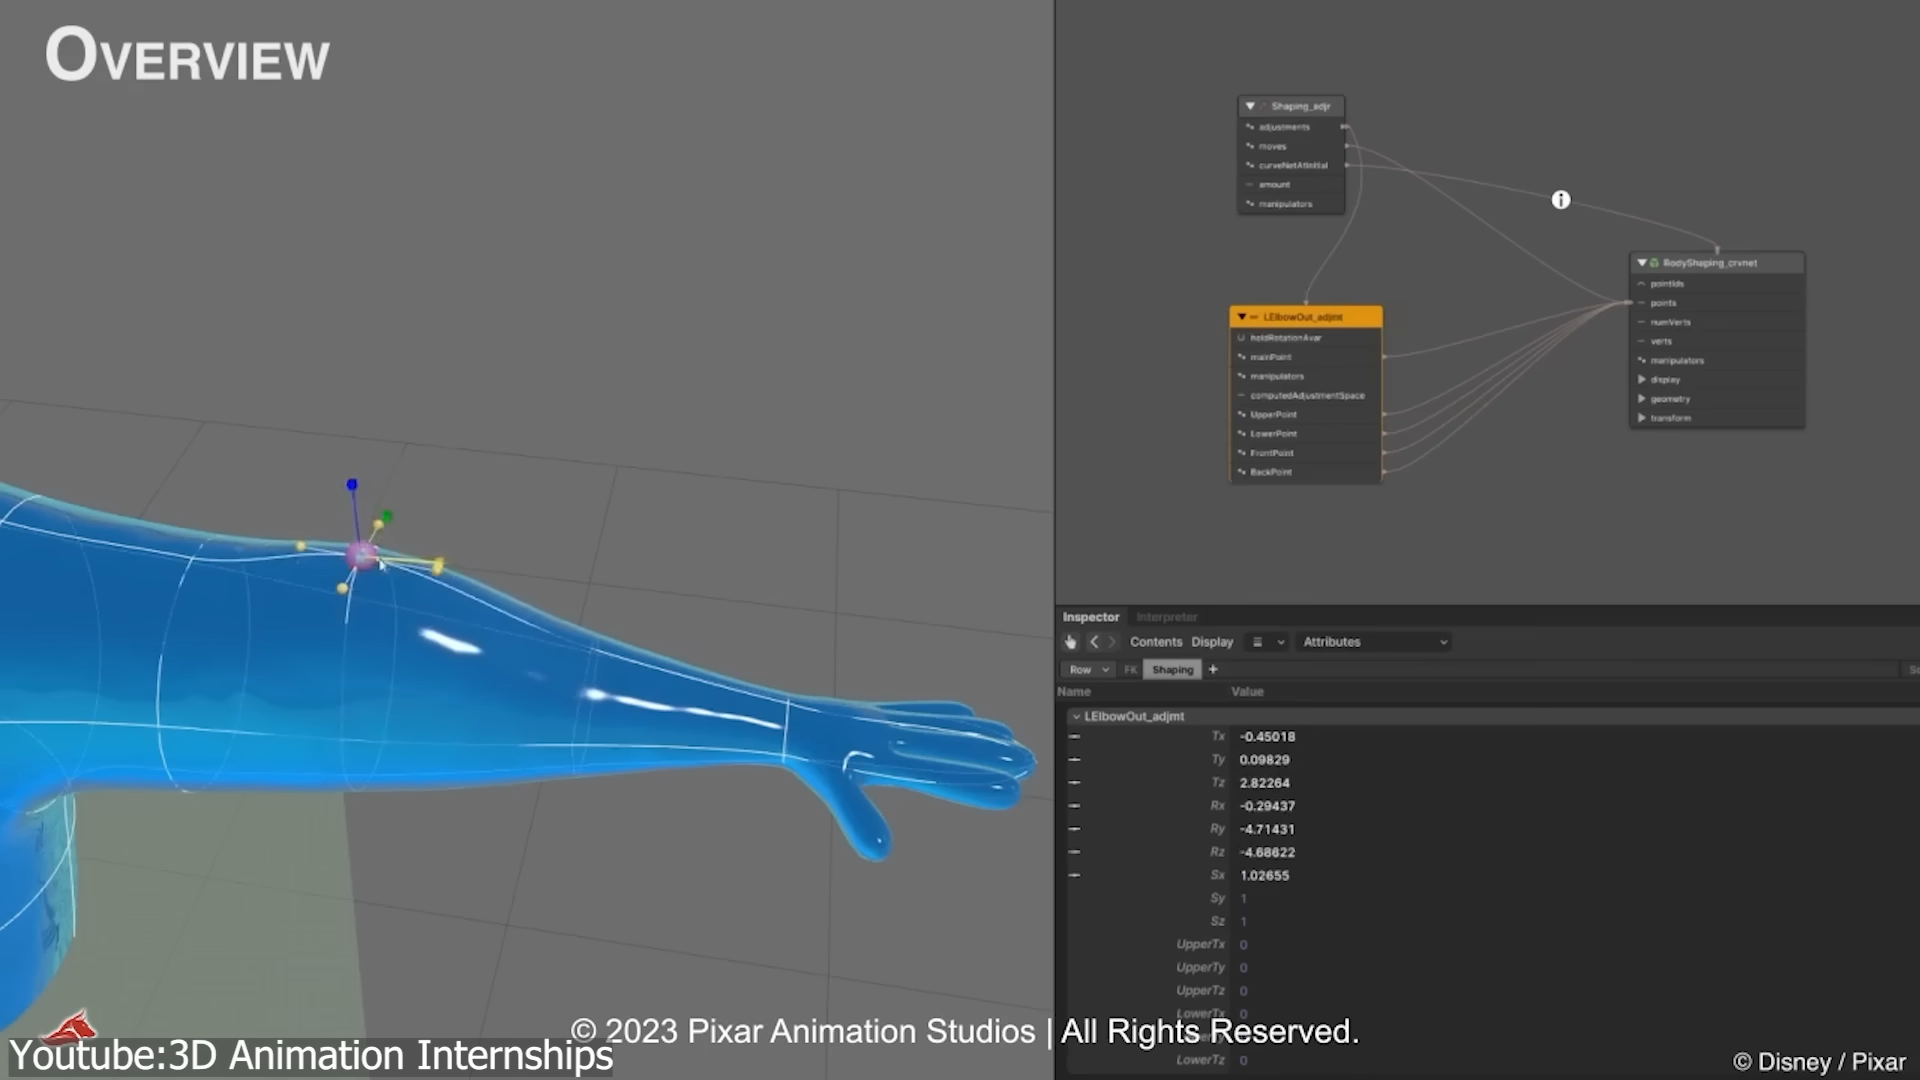 OVERVIEW
Shaping_adjr
adjustments
moves
curveNetAtInitial
amount
manipulators
BodyShaping_crvnet
pointIds
points
numVerts
verts
manipulators
display
geometry
transform
LElbowOut_adjmt
holdRotationAvar
mainPoint
manipulators
computedAdjustmentSpace
UpperPoint
LowerPoint
FrontPoint
BackPoint
Inspector Interpreter
Contents Display Attributes
Row FK Shaping +
Name Value
LElbowOut_adjmt
Tx -0.45018
Ty 0.09829
Tz 2.82264
Rx -0.29437
Ry -4.71431
Rz -4.68622
Sx 1.02655
Sy 1
Sz 1
UpperTx 0
UpperTy 0
UpperTz 0
LowerTx 0
LowerTz 0
© 2023 Pixar Animation Studios | All Rights Reserved.
Youtube:3D Animation Internships
© Disney / Pixar